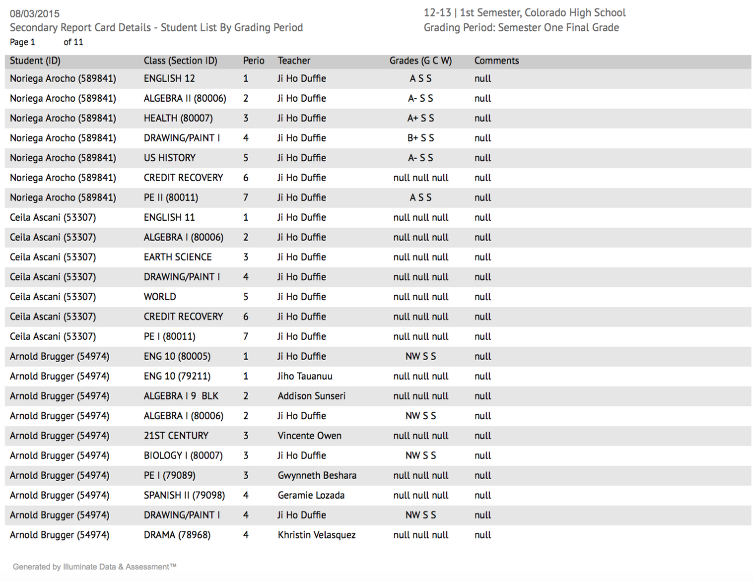 08/03/2015
12-13 | 1st Semester, Colorado High School
Secondary Report Card Details - Student List By Grading Period
Grading Period: Semester One Final Grade
Page 1 of 11
Student (ID) Class (Section ID) Perio Teacher Grades (G C W) Comments
Noriega Arocho (589841) ENGLISH 12 1 Ji Ho Duffie A S S null
Noriega Arocho (589841) ALGEBRA II (80006) 2 Ji Ho Duffie A- S S null
Noriega Arocho (589841) HEALTH (80007) 3 Ji Ho Duffie A+ S S null
Noriega Arocho (589841) DRAWING/PAINT I 4 Ji Ho Duffie B+ S S null
Noriega Arocho (589841) US HISTORY 5 Ji Ho Duffie A- S S null
Noriega Arocho (589841) CREDIT RECOVERY 6 Ji Ho Duffie null null null null
Noriega Arocho (589841) PE II (80011) 7 Ji Ho Duffie A S S null
Ceila Ascani (53307) ENGLISH 11 1 Ji Ho Duffie null null null null
Ceila Ascani (53307) ALGEBRA I (80006) 2 Ji Ho Duffie null null null null
Ceila Ascani (53307) EARTH SCIENCE 3 Ji Ho Duffie null null null null
Ceila Ascani (53307) DRAWING/PAINT I 4 Ji Ho Duffie null null null null
Ceila Ascani (53307) WORLD 5 Ji Ho Duffie null null null null
Ceila Ascani (53307) CREDIT RECOVERY 6 Ji Ho Duffie null null null null
Ceila Ascani (53307) PE I (80011) 7 Ji Ho Duffie null null null null
Arnold Brugger (54974) ENG 10 (80005) 1 Ji Ho Duffie NW S S null
Arnold Brugger (54974) ENG 10 (79211) 1 Jiho Tauanuu null null null null
Arnold Brugger (54974) ALGEBRA I 9 BLK 2 Addison Sunseri null null null null
Arnold Brugger (54974) ALGEBRA I (80006) 2 Ji Ho Duffie NW S S null
Arnold Brugger (54974) 21ST CENTURY 3 Vincente Owen null null null null
Arnold Brugger (54974) BIOLOGY I (80007) 3 Ji Ho Duffie NW S S null
Arnold Brugger (54974) PE I (79089) 3 Gwynneth Beshara null null null null
Arnold Brugger (54974) SPANISH II (79098) 4 Geramie Lozada null null null null
Arnold Brugger (54974) DRAWING/PAINT I 4 Ji Ho Duffie NW S S null
Arnold Brugger (54974) DRAMA (78968) 4 Khristin Velasquez null null null null
Generated by Illuminate Data & Assessment™